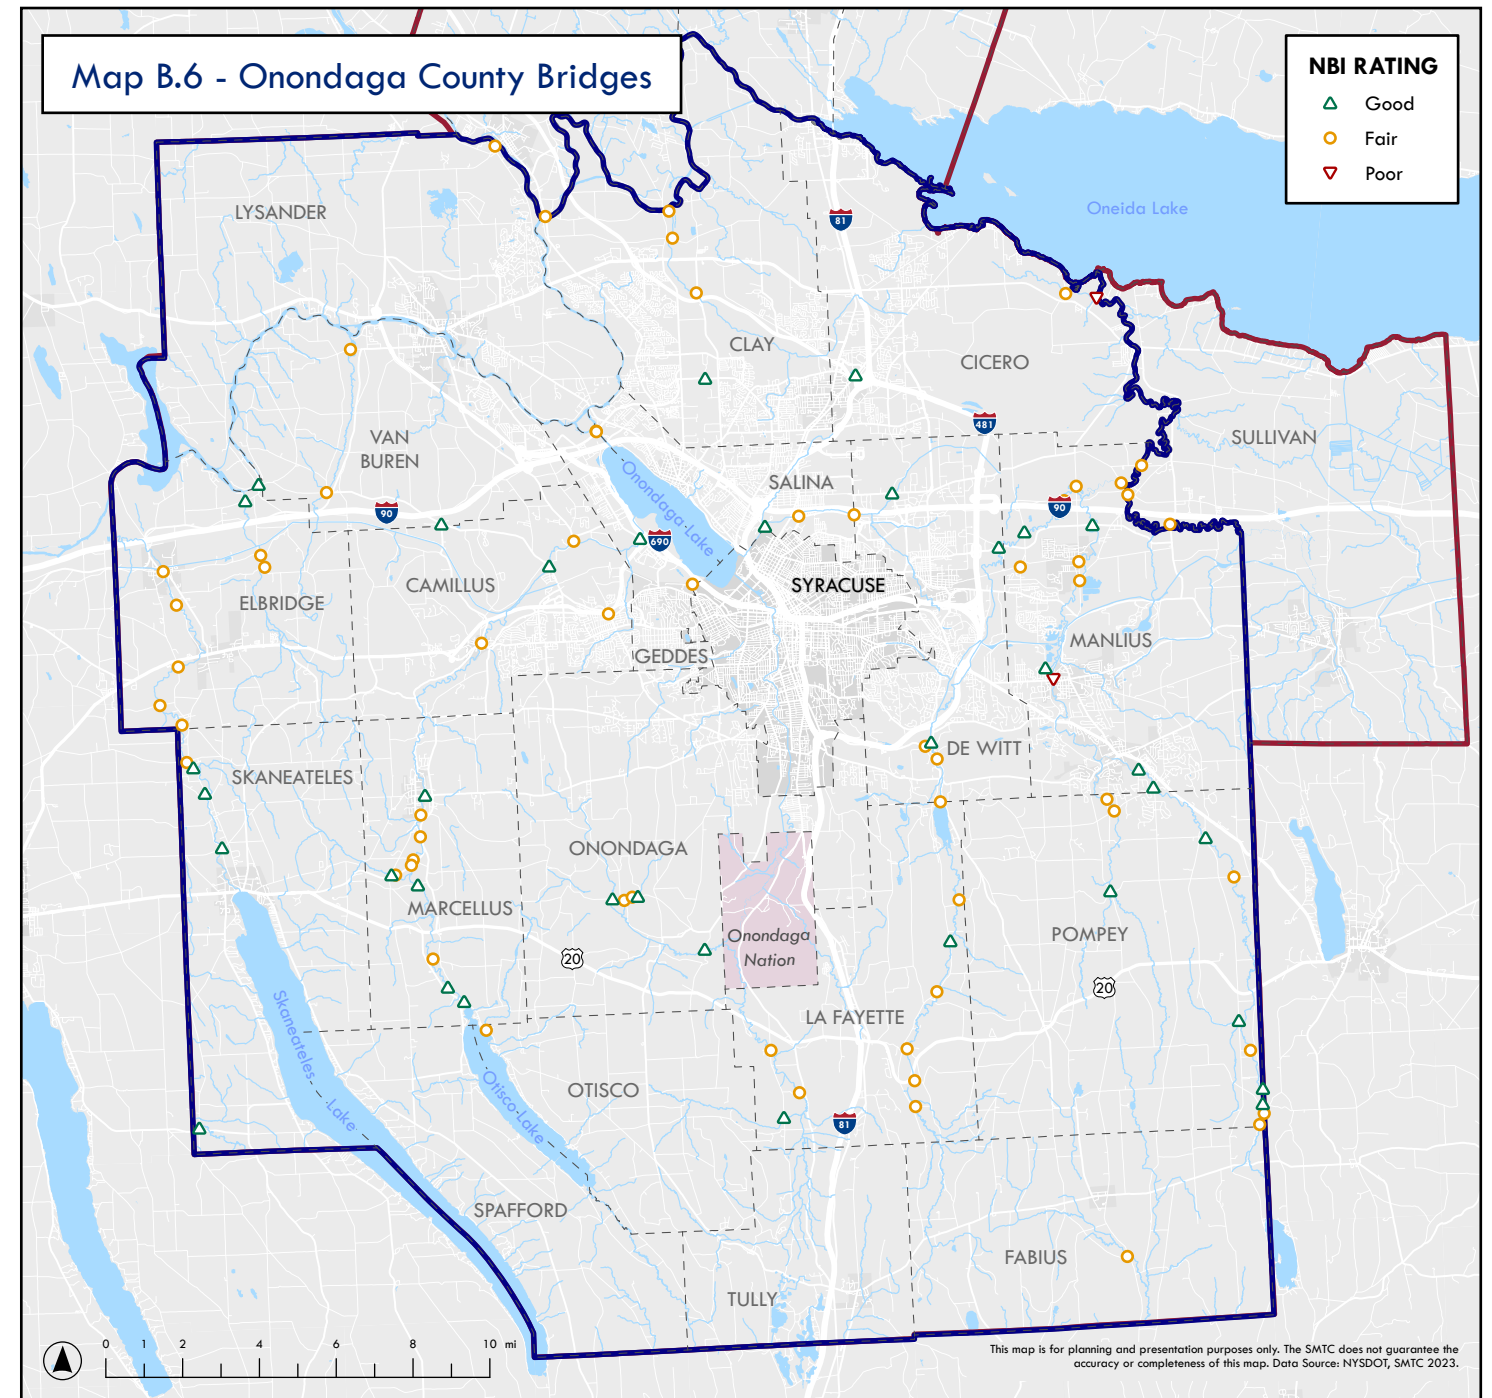 Map B.6 - Onondaga County Bridges
NBI RATING
Good
Fair
Poor
LYSANDER
81
Oneida Lake
CLAY
CICERO
481
VAN
BUREN
SULLIVAN
Onondaga Lake
SALINA
90
90
690
CAMILLUS
SYRACUSE
ELBRIDGE
GEDDES
MANLIUS
DE WITT
SKANEATELES
ONONDAGA
MARCELLUS
Onondaga
Nation
POMPEY
20
20
Skaneateles Lake
LA FAYETTE
Otisco Lake
OTISCO
81
SPAFFORD
FABIUS
TULLY
0 1 2 4 6 8 10 mi
This map is for planning and presentation purposes only. The SMTC does not guarantee the
accuracy or completeness of this map. Data Source: NYSDOT, SMTC 2023.